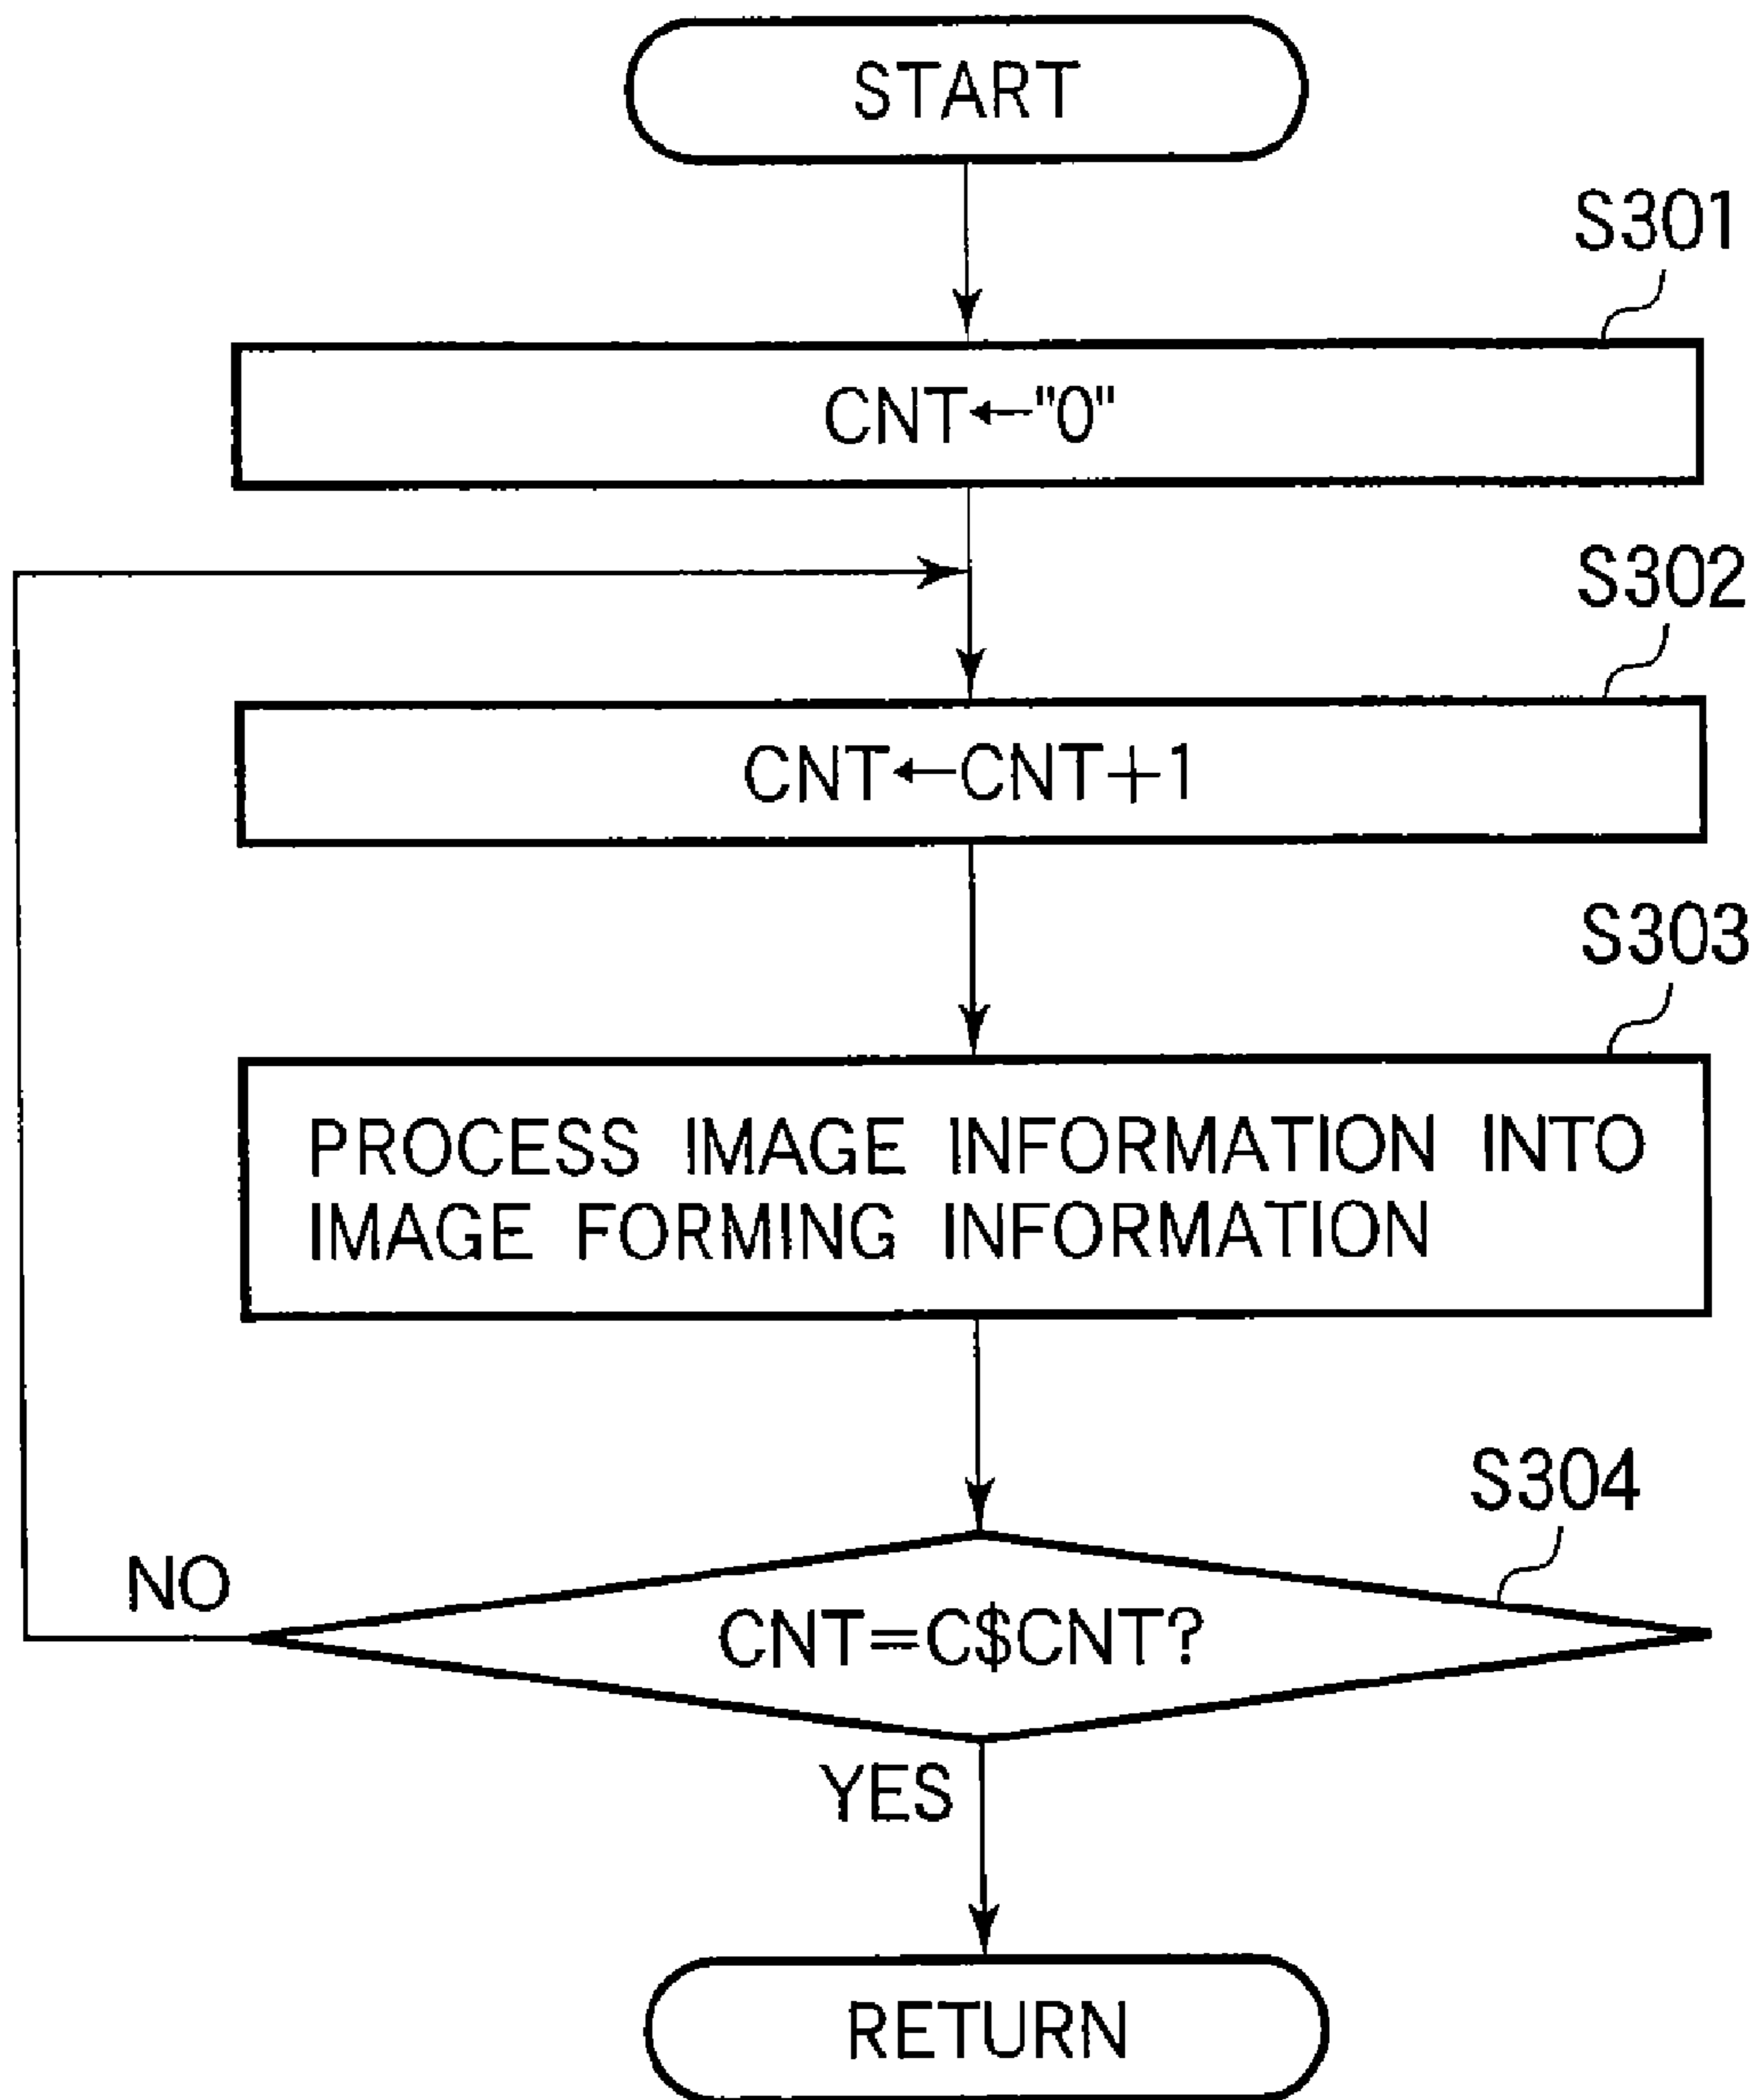 START
S301
CNT←"0"
S302
CNT←CNT+1
S303
PROCESS IMAGE INFORMATION INTO
IMAGE FORMING INFORMATION
S304
NO
CNT=C$CNT?
YES
RETURN